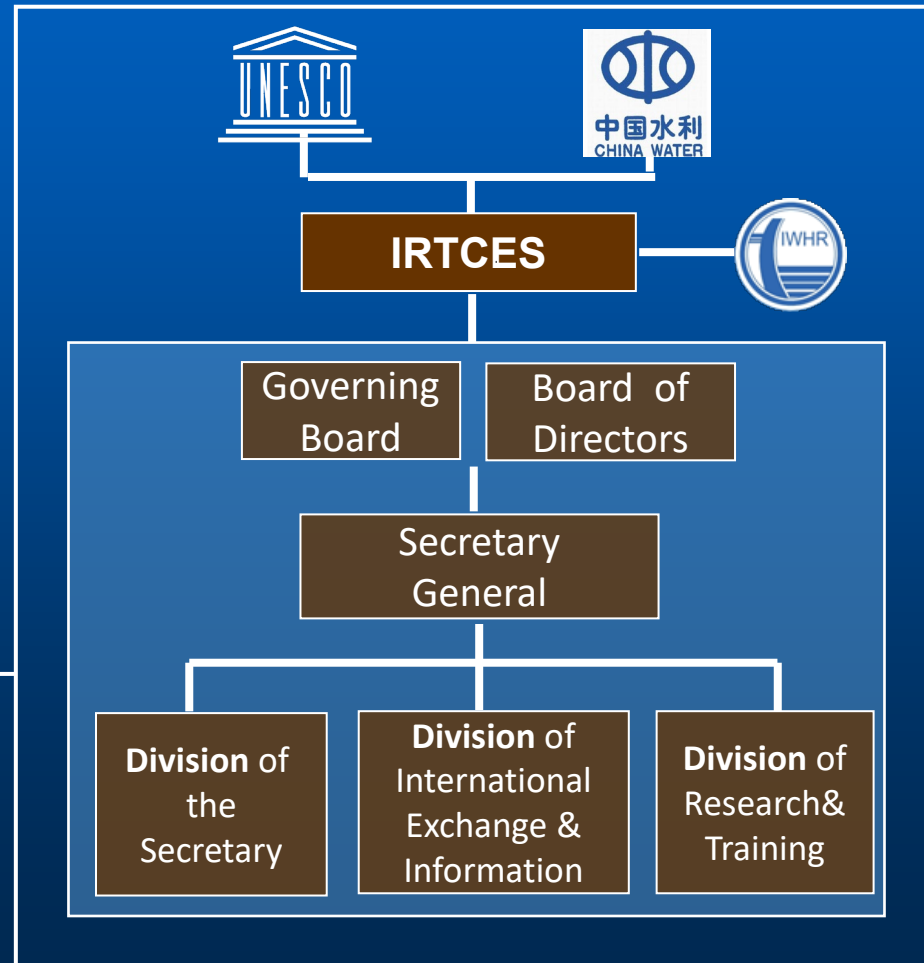 UNESCO
中国水利
CHINA WATER
IRTCES
IWHR
Governing
Board
Board of
Directors
Secretary
General
Division of
the
Secretary
Division of
International
Exchange &
Information
Division of
Research&
Training